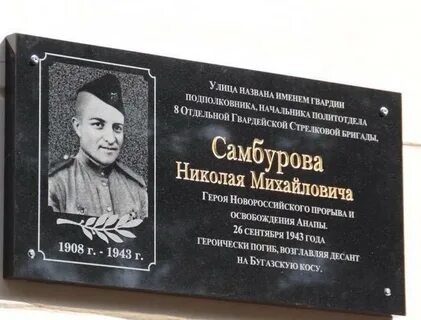 Улица названа именем гвардии
подполковника, начальника политотдела
8 Отдельной Гвардейской Стрелковой бригады,
Самбурова
Николая Михайловича
Героя Новороссийского прорыва и
освобождения Анапы.
26 сентября 1943 года
героически погиб, возглавляя десант
на Бугазскую косу.
1908 г. - 1943 г.